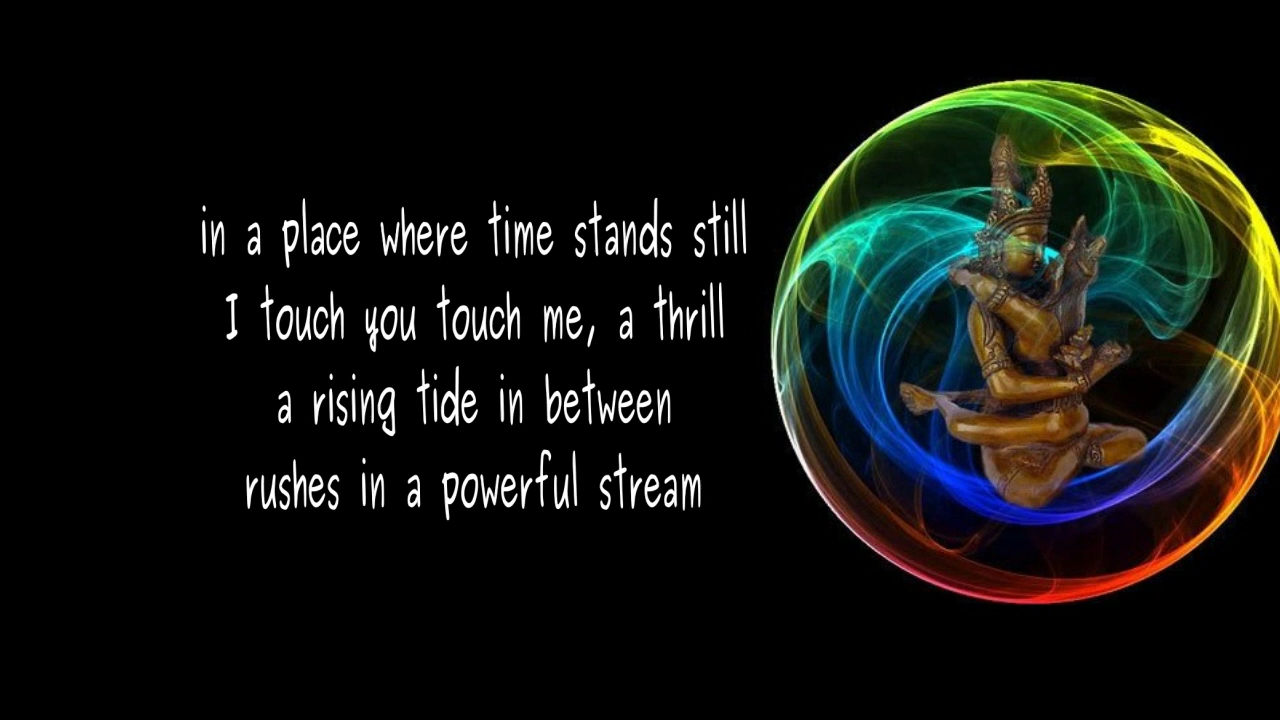 in a place where time stands still
I touch you touch me, a thrill
a rising tide in between
rushes in a powerful stream